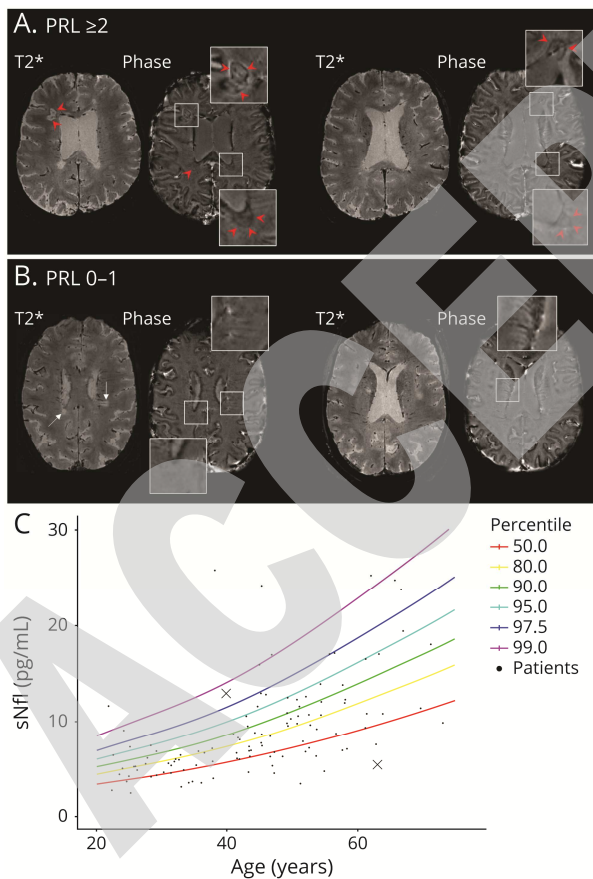 A. PRL ≥2
T2*
Phase
T2*
Phase
B. PRL 0–1
T2*
Phase
T2*
Phase
C
30
20
10
0
sNfl (pg/mL)
20
40
60
Age (years)
Percentile
50.0
80.0
90.0
95.0
97.5
99.0
Patients
ACCE